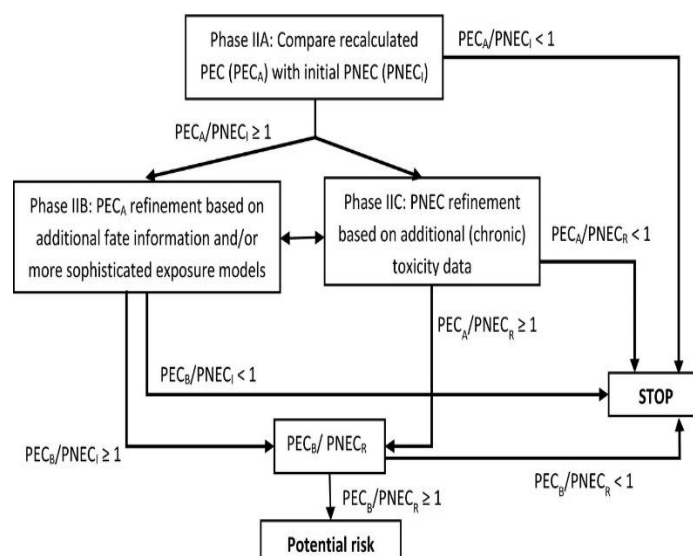 Phase IIA: Compare recalculated
PEC (PECA) with initial PNEC (PNECI)
PECA/PNECI < 1
PECA/PNECI ≥ 1
Phase IIB: PECA refinement based on
additional fate information and/or
more sophisticated exposure models
Phase IIC: PNEC refinement
based on additional (chronic)
toxicity data
PECA/PNECR < 1
PECA/PNECR ≥ 1
PECB/PNECI < 1
STOP
PECB/PNECI ≥ 1
PECB/ PNECR
PECB/PNECR < 1
PECB/PNECR ≥ 1
Potential risk